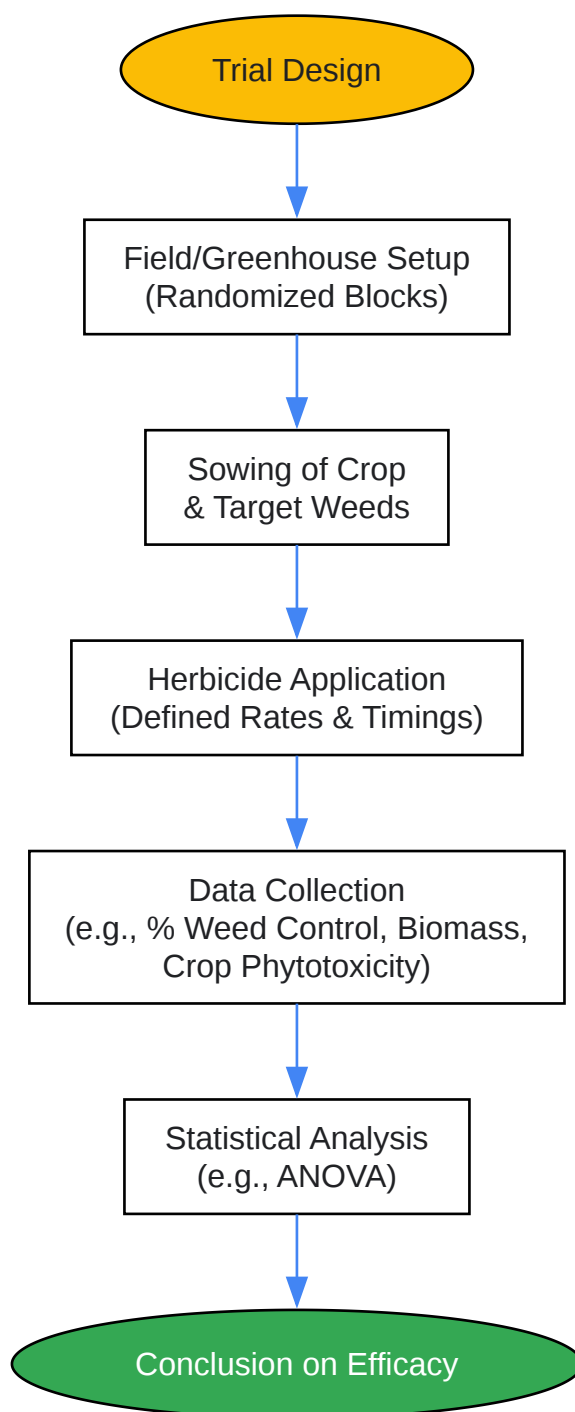 Trial Design
Field/Greenhouse Setup
(Randomized Blocks)
Sowing of Crop
& Target Weeds
Herbicide Application
(Defined Rates & Timings)
Data Collection
(e.g., % Weed Control, Biomass,
Crop Phytotoxicity)
Statistical Analysis
(e.g., ANOVA)
Conclusion on Efficacy